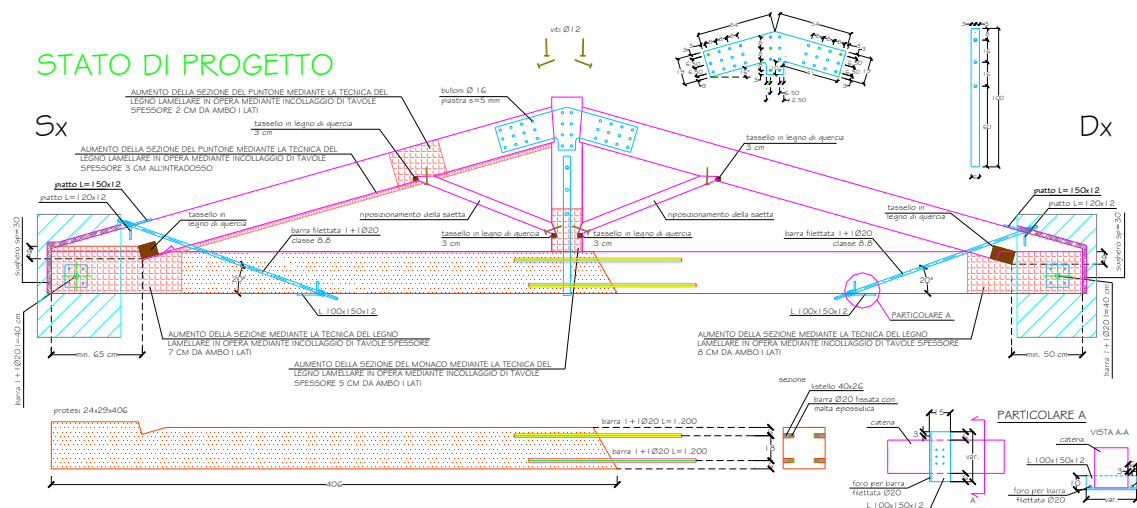 STATO DI PROGETTO
Sx
Dx
viti Ø12
AUMENTO DELLA SEZIONE DEL PUNTONE MEDIANTE LA TECNICA DEL
LEGNO LAMELLARE IN OPERA MEDIANTE INCOLLAGGIO DI TAVOLE
SPESSORE 2 CM DA AMBO I LATI
bulloni Ø 16
piastra s=5 mm
tassello in legno di quercia
3 cm
tassello in legno di quercia
3 cm
AUMENTO DELLA SEZIONE DEL PUNTONE MEDIANTE LA TECNICA DEL
LEGNO LAMELLARE IN OPERA MEDIANTE INCOLLAGGIO DI TAVOLE
SPESSORE 3 CM ALL'INTRADOSSO
piatto L=150x12
piatto L=120x12
piatto L=150x12
piatto L=120x12
tassello in
legno di quercia
riposizionamento della saetta
riposizionamento della saetta
tassello in
legno di quercia
barra filettata 1+1Ø20
classe 8.8
tassello in legno di quercia
3 cm
tassello in legno di quercia
3 cm
barra filettata 1+1Ø20
classe 8.8
sughero sp=30
sughero sp=30
20°
20°
L 100x150x12
L 100x150x12
PARTICOLARE A
barra 1+1Ø20 l=40 cm
barra 1+1Ø20 l=40 cm
min. 65 cm
min. 50 cm
AUMENTO DELLA SEZIONE MEDIANTE LA TECNICA DEL LEGNO
LAMELLARE IN OPERA MEDIANTE INCOLLAGGIO DI TAVOLE SPESSORE
7 CM DA AMBO I LATI
AUMENTO DELLA SEZIONE MEDIANTE LA TECNICA DEL LEGNO
LAMELLARE IN OPERA MEDIANTE INCOLLAGGIO DI TAVOLE SPESSORE
8 CM DA AMBO I LATI
AUMENTO DELLA SEZIONE DEL MONACO MEDIANTE LA TECNICA DEL
LEGNO LAMELLARE IN OPERA MEDIANTE INCOLLAGGIO DI TAVOLE
SPESSORE 5 CM DA AMBO I LATI
54
54
6.50
12.50
100
60
protesi 24x29x406
barra 1+1Ø20 L=1.200
barra 1+1Ø20 L=1.200
18
406
sezione
listello 40x26
barra Ø20 fissata con
malta epossidica
PARTICOLARE A
15
3
catena
var.
A
foro per barra
filettata Ø20
L 100x150x12
VISTA A-A
catena
L 100x150x12
3
10
foro per barra
filettata Ø20
var.